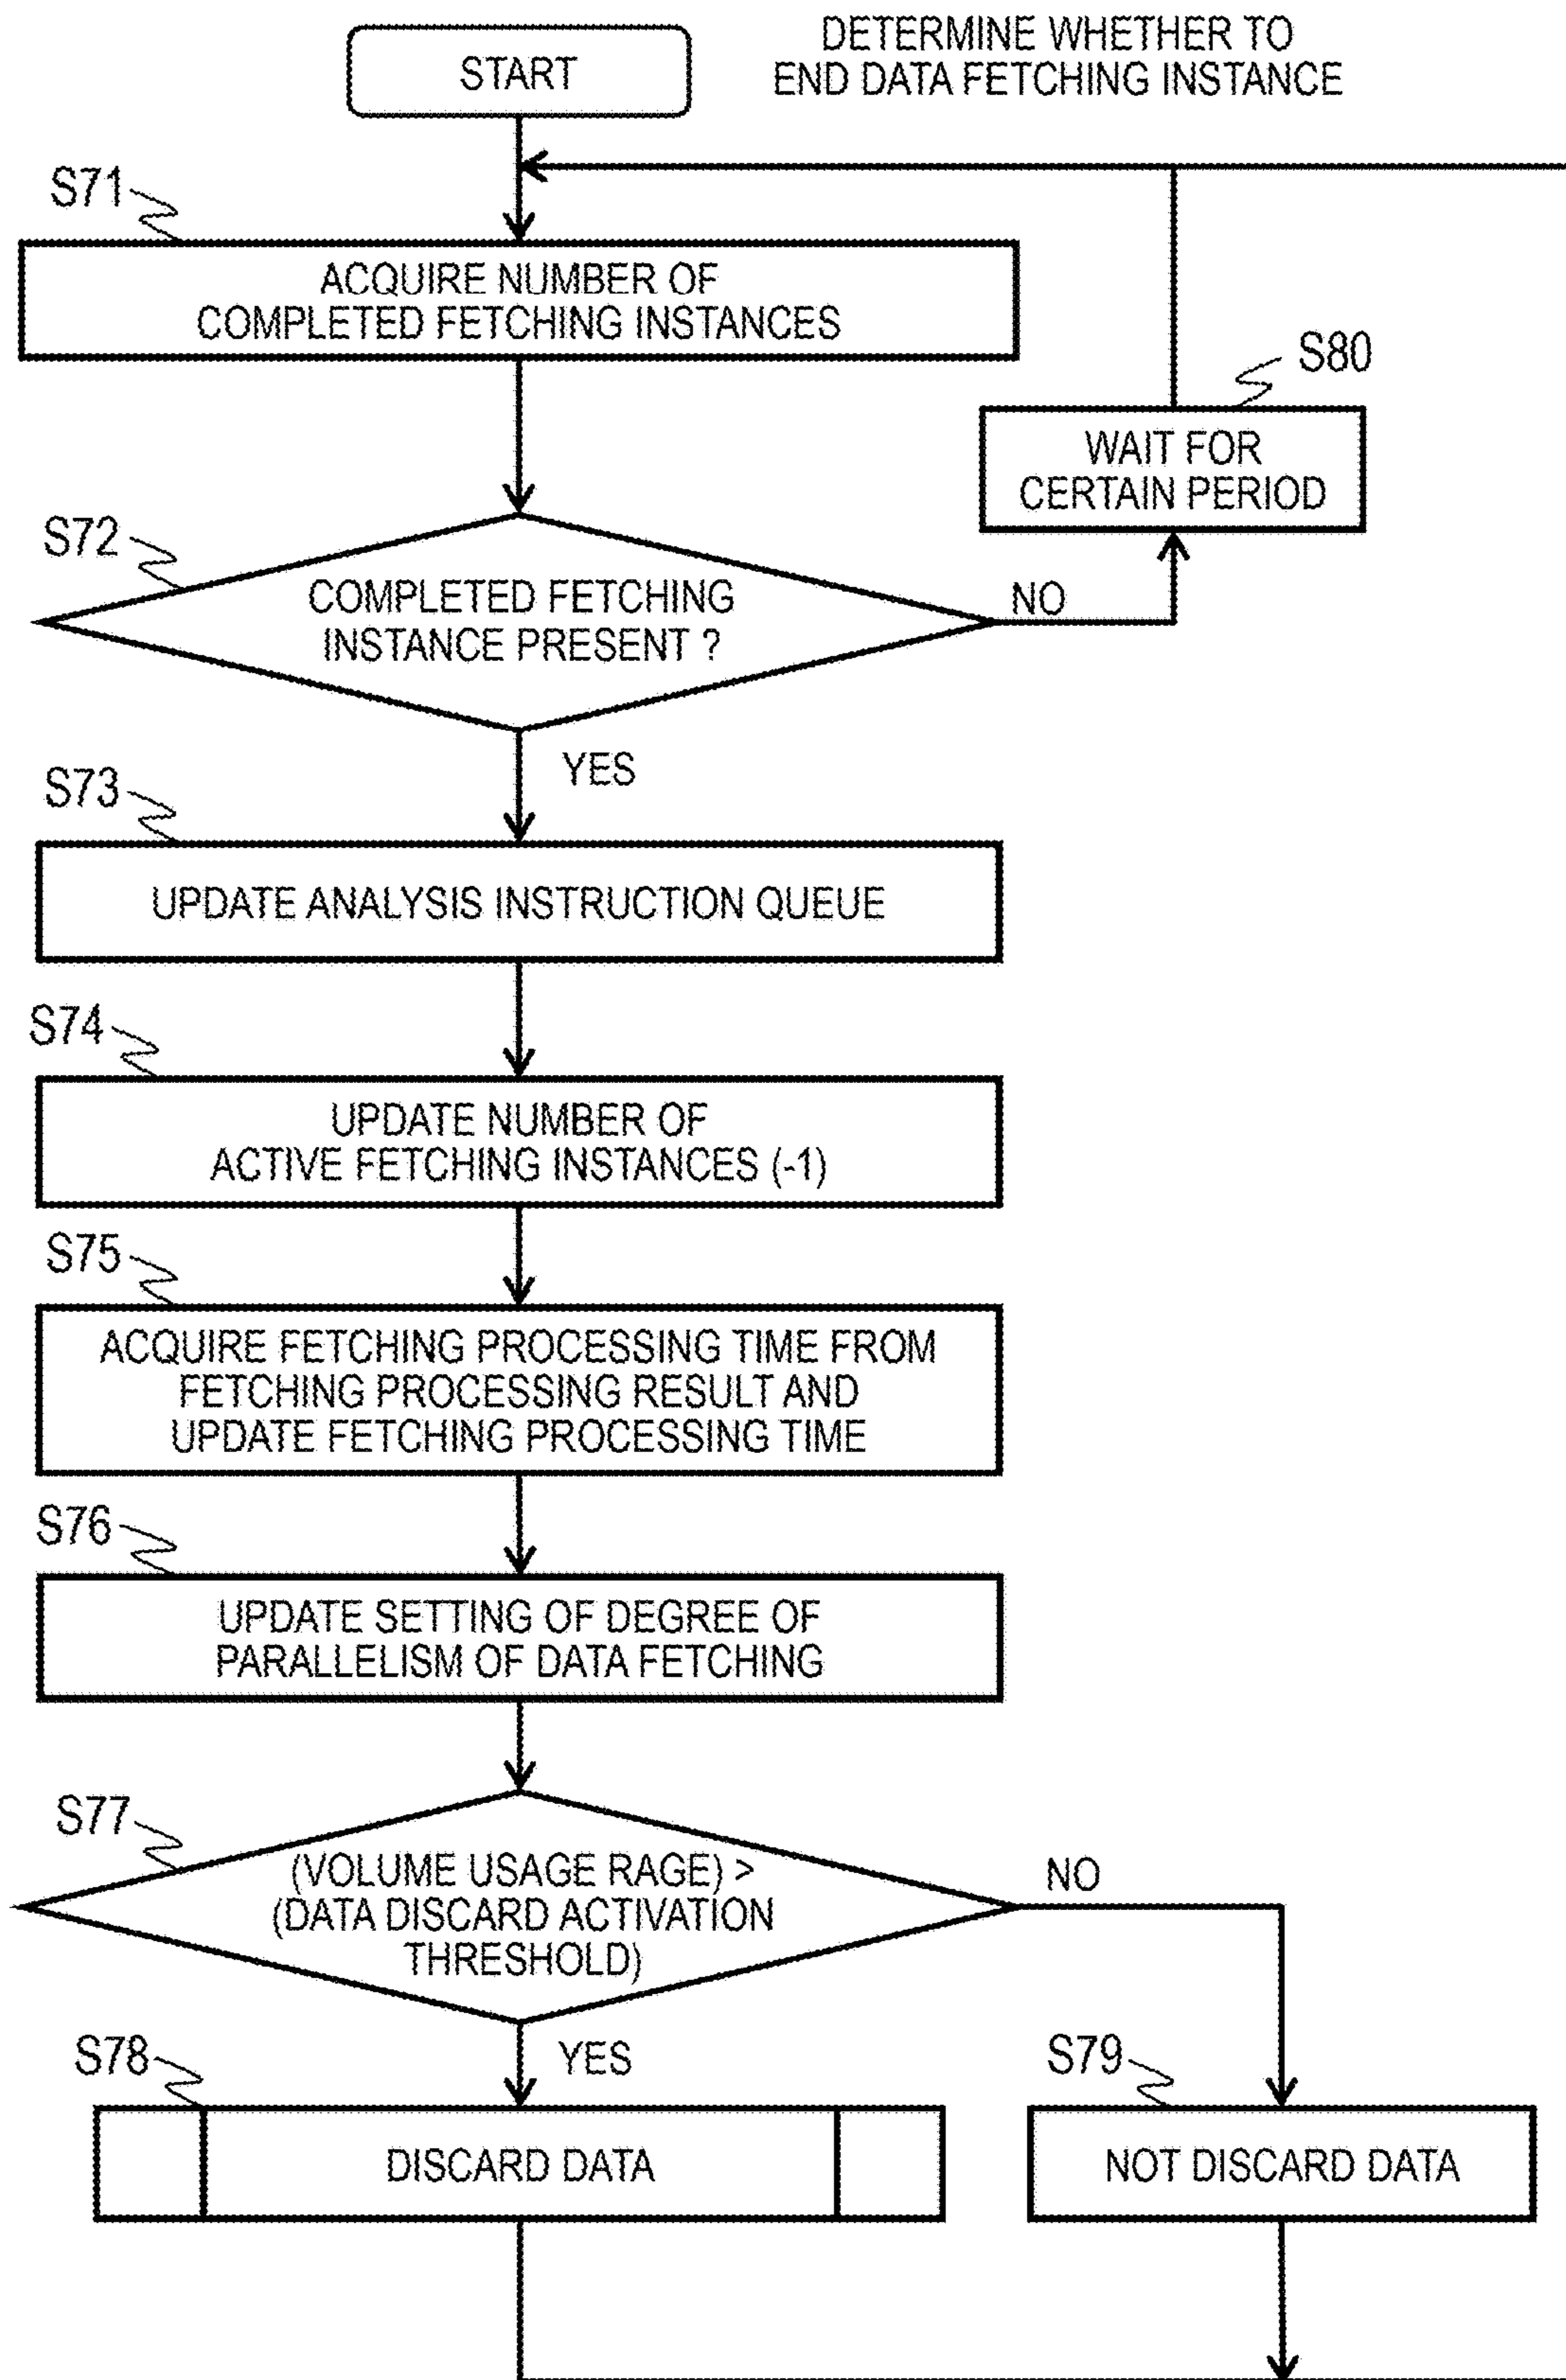 START
DETERMINE WHETHER TO
END DATA FETCHING INSTANCE
S71
ACQUIRE NUMBER OF
COMPLETED FETCHING INSTANCES
S80
WAIT FOR
CERTAIN PERIOD
S72
COMPLETED FETCHING
INSTANCE PRESENT ?
NO
YES
S73
UPDATE ANALYSIS INSTRUCTION QUEUE
S74
UPDATE NUMBER OF
ACTIVE FETCHING INSTANCES (-1)
S75
ACQUIRE FETCHING PROCESSING TIME FROM
FETCHING PROCESSING RESULT AND
UPDATE FETCHING PROCESSING TIME
S76
UPDATE SETTING OF DEGREE OF
PARALLELISM OF DATA FETCHING
S77
(VOLUME USAGE RAGE) >
(DATA DISCARD ACTIVATION
THRESHOLD)
NO
YES
S78
DISCARD DATA
S79
NOT DISCARD DATA